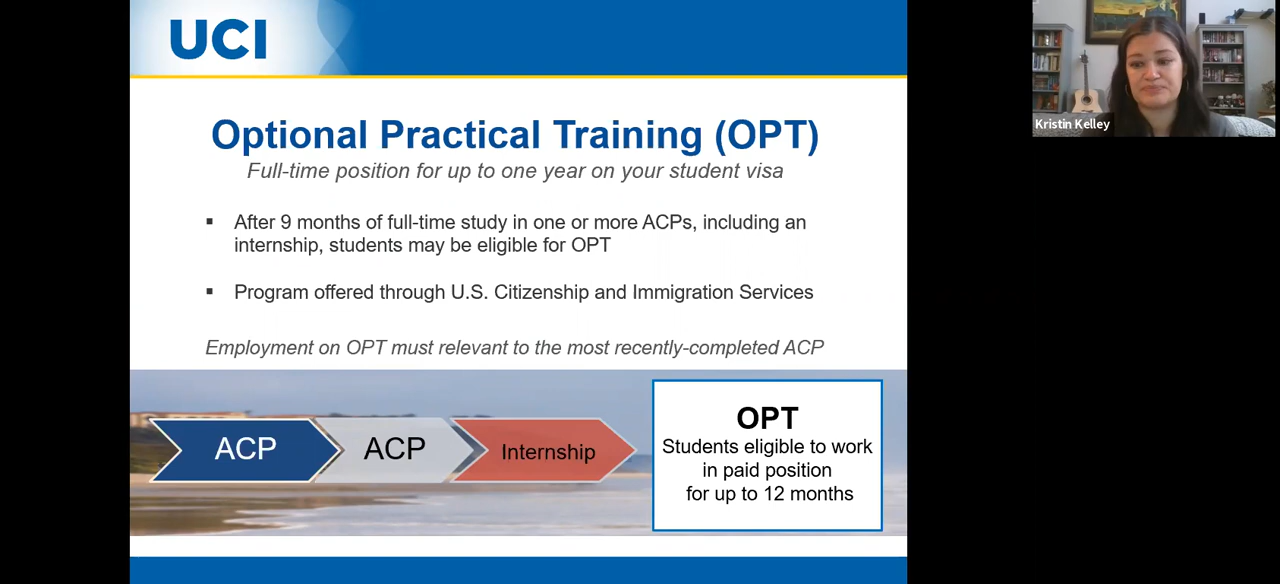 UCI
Optional Practical Training (OPT)
Full-time position for up to one year on your student visa
▪ After 9 months of full-time study in one or more ACPs, including an
internship, students may be eligible for OPT
▪ Program offered through U.S. Citizenship and Immigration Services
Employment on OPT must relevant to the most recently-completed ACP
ACP
ACP
Internship
OPT
Students eligible to work
in paid position
for up to 12 months
Kristin Kelley